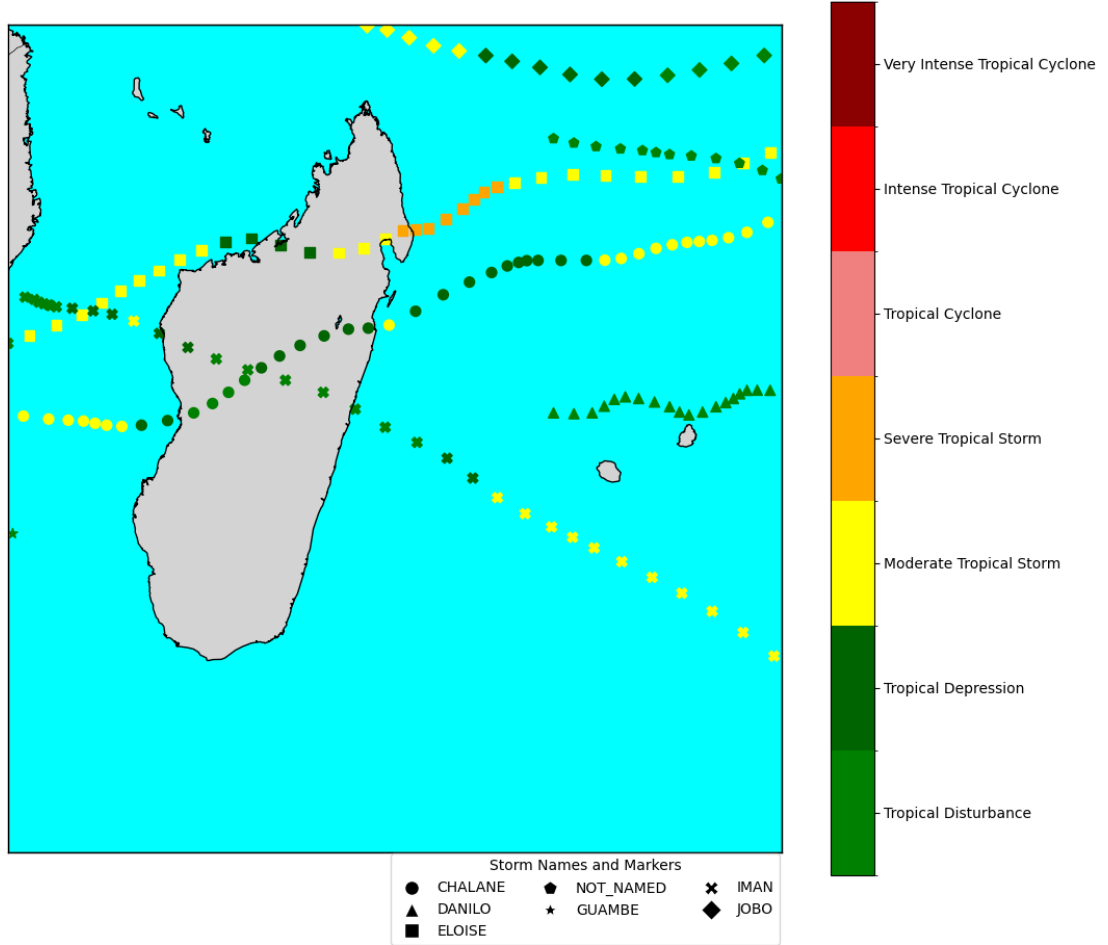 Very Intense Tropical Cyclone
Intense Tropical Cyclone
Tropical Cyclone
Severe Tropical Storm
Moderate Tropical Storm
Tropical Depression
Tropical Disturbance
Storm Names and Markers
CHALANE NOT_NAMED IMAN
DANILO GUAMBE JOBO
ELOISE